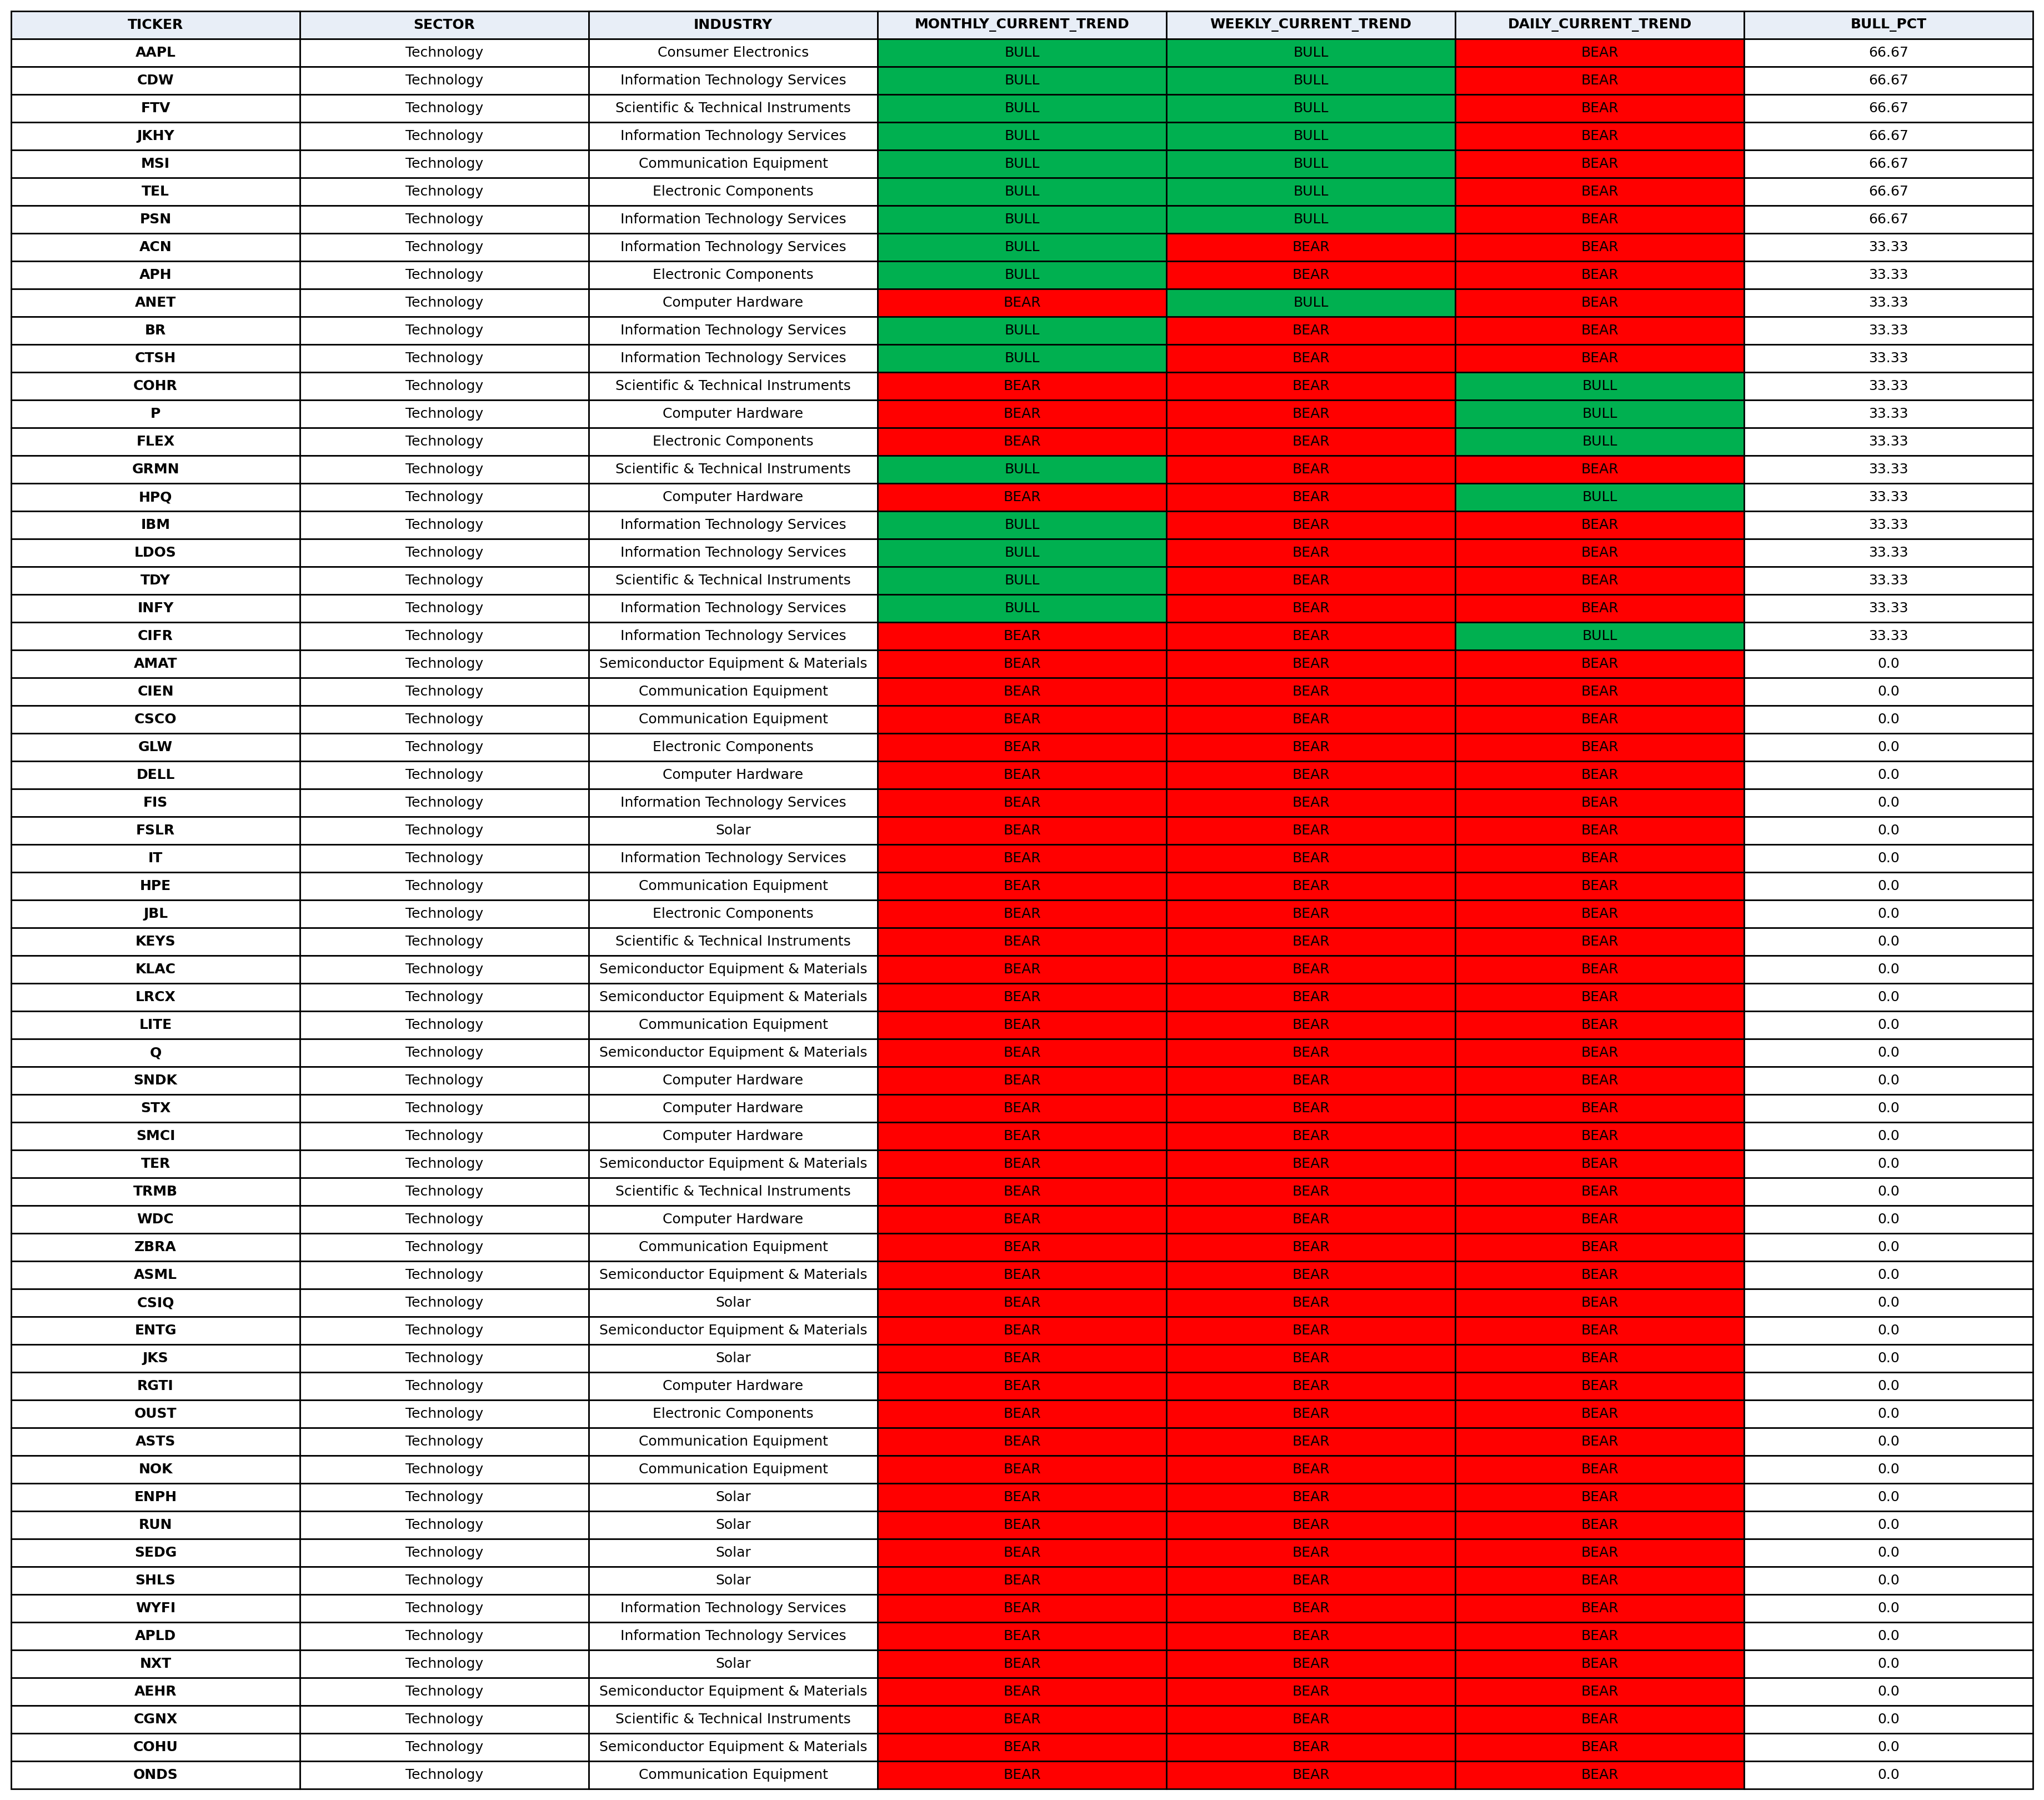 TICKER SECTOR INDUSTRY MONTHLY_CURRENT_TREND WEEKLY_CURRENT_TREND DAILY_CURRENT_TREND BULL_PCT
AAPL Technology Consumer Electronics BULL BULL BEAR 66.67
CDW Technology Information Technology Services BULL BULL BEAR 66.67
FTV Technology Scientific & Technical Instruments BULL BULL BEAR 66.67
JKHY Technology Information Technology Services BULL BULL BEAR 66.67
MSI Technology Communication Equipment BULL BULL BEAR 66.67
TEL Technology Electronic Components BULL BULL BEAR 66.67
PSN Technology Information Technology Services BULL BULL BEAR 66.67
ACN Technology Information Technology Services BULL BEAR BEAR 33.33
APH Technology Electronic Components BULL BEAR BEAR 33.33
ANET Technology Computer Hardware BEAR BULL BEAR 33.33
BR Technology Information Technology Services BULL BEAR BEAR 33.33
CTSH Technology Information Technology Services BULL BEAR BEAR 33.33
COHR Technology Scientific & Technical Instruments BEAR BEAR BULL 33.33
P Technology Computer Hardware BEAR BEAR BULL 33.33
FLEX Technology Electronic Components BEAR BEAR BULL 33.33
GRMN Technology Scientific & Technical Instruments BULL BEAR BEAR 33.33
HPQ Technology Computer Hardware BEAR BEAR BULL 33.33
IBM Technology Information Technology Services BULL BEAR BEAR 33.33
LDOS Technology Information Technology Services BULL BEAR BEAR 33.33
TDY Technology Scientific & Technical Instruments BULL BEAR BEAR 33.33
INFY Technology Information Technology Services BULL BEAR BEAR 33.33
CIFR Technology Information Technology Services BEAR BEAR BULL 33.33
AMAT Technology Semiconductor Equipment & Materials BEAR BEAR BEAR 0.0
CIEN Technology Communication Equipment BEAR BEAR BEAR 0.0
CSCO Technology Communication Equipment BEAR BEAR BEAR 0.0
GLW Technology Electronic Components BEAR BEAR BEAR 0.0
DELL Technology Computer Hardware BEAR BEAR BEAR 0.0
FIS Technology Information Technology Services BEAR BEAR BEAR 0.0
FSLR Technology Solar BEAR BEAR BEAR 0.0
IT Technology Information Technology Services BEAR BEAR BEAR 0.0
HPE Technology Communication Equipment BEAR BEAR BEAR 0.0
JBL Technology Electronic Components BEAR BEAR BEAR 0.0
KEYS Technology Scientific & Technical Instruments BEAR BEAR BEAR 0.0
KLAC Technology Semiconductor Equipment & Materials BEAR BEAR BEAR 0.0
LRCX Technology Semiconductor Equipment & Materials BEAR BEAR BEAR 0.0
LITE Technology Communication Equipment BEAR BEAR BEAR 0.0
Q Technology Semiconductor Equipment & Materials BEAR BEAR BEAR 0.0
SNDK Technology Computer Hardware BEAR BEAR BEAR 0.0
STX Technology Computer Hardware BEAR BEAR BEAR 0.0
SMCI Technology Computer Hardware BEAR BEAR BEAR 0.0
TER Technology Semiconductor Equipment & Materials BEAR BEAR BEAR 0.0
TRMB Technology Scientific & Technical Instruments BEAR BEAR BEAR 0.0
WDC Technology Computer Hardware BEAR BEAR BEAR 0.0
ZBRA Technology Communication Equipment BEAR BEAR BEAR 0.0
ASML Technology Semiconductor Equipment & Materials BEAR BEAR BEAR 0.0
CSIQ Technology Solar BEAR BEAR BEAR 0.0
ENTG Technology Semiconductor Equipment & Materials BEAR BEAR BEAR 0.0
JKS Technology Solar BEAR BEAR BEAR 0.0
RGTI Technology Computer Hardware BEAR BEAR BEAR 0.0
OUST Technology Electronic Components BEAR BEAR BEAR 0.0
ASTS Technology Communication Equipment BEAR BEAR BEAR 0.0
NOK Technology Communication Equipment BEAR BEAR BEAR 0.0
ENPH Technology Solar BEAR BEAR BEAR 0.0
RUN Technology Solar BEAR BEAR BEAR 0.0
SEDG Technology Solar BEAR BEAR BEAR 0.0
SHLS Technology Solar BEAR BEAR BEAR 0.0
WYFI Technology Information Technology Services BEAR BEAR BEAR 0.0
APLD Technology Information Technology Services BEAR BEAR BEAR 0.0
NXT Technology Solar BEAR BEAR BEAR 0.0
AEHR Technology Semiconductor Equipment & Materials BEAR BEAR BEAR 0.0
CGNX Technology Scientific & Technical Instruments BEAR BEAR BEAR 0.0
COHU Technology Semiconductor Equipment & Materials BEAR BEAR BEAR 0.0
ONDS Technology Communication Equipment BEAR BEAR BEAR 0.0